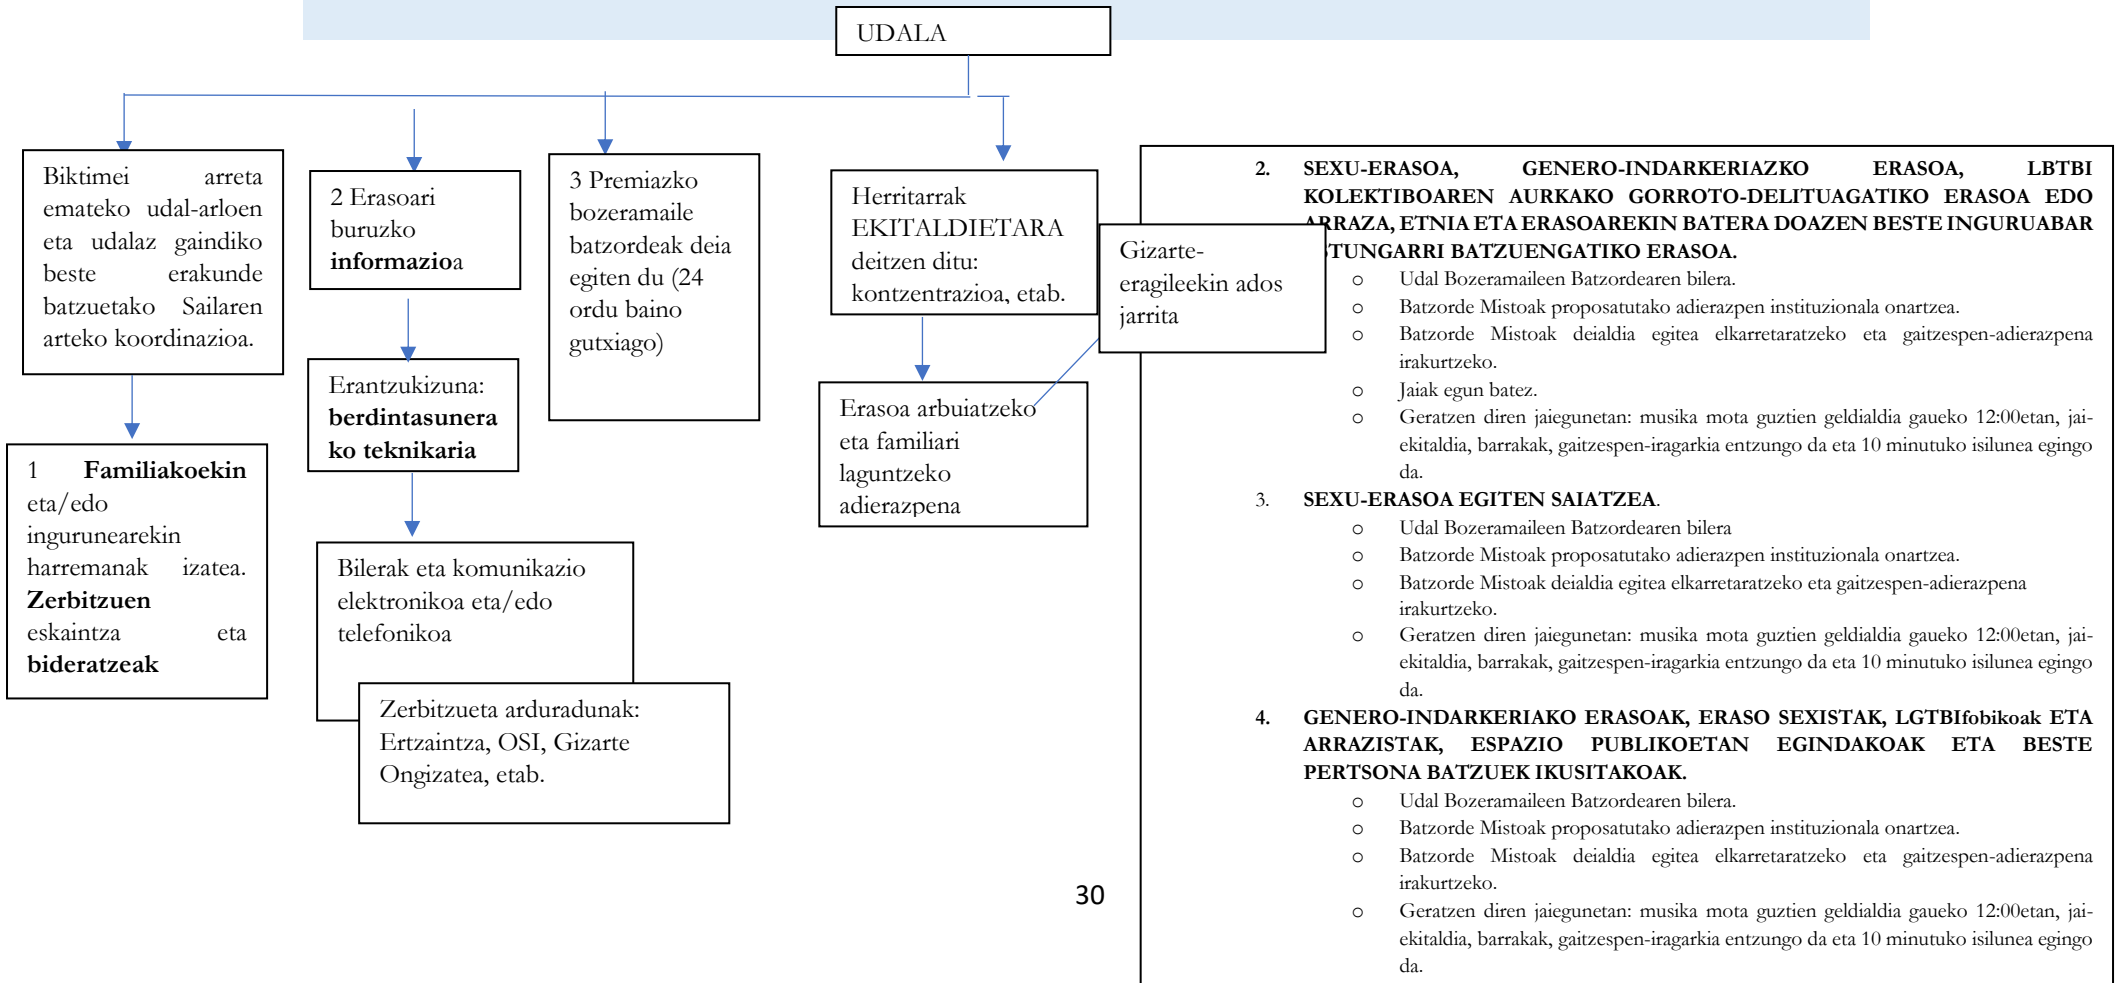 UDALA
Biktimei arreta
emateko udal-arloen
eta udalaz gaindiko
beste erakunde
batzuetako Sailaren
arteko koordinazioa.
1 Familiakoekin
eta/edo
ingurunearekin
harremanak izatea.
Zerbitzuen
eskaintza eta
bideratzeak
2 Erasoari
buruzko
informazioa
Erantzukizuna:
berdintasunera
ko teknikaria
Bilerak eta komunikazio
elektronikoa eta/edo
telefonikoa
Zerbitzueta arduradunak:
Ertzaintza, OSI, Gizarte
Ongizatea, etab.
3 Premiazko
bozeramaile
batzordeak deia
egiten du (24
ordu baino
gutxiago)
Herritarrak
EKITALDIETARA
deitzen ditu:
kontzentrazioa, etab.
Erasoa arbuiatzeko
eta familiari
laguntzeko
adierazpena
Gizarte-
eragileekin ados
jarrita
2. SEXU-ERASOA, GENERO-INDARKERIAZKO ERASOA, LBTBI
KOLEKTIBOAREN AURKAKO GORROTO-DELITUAGATIKO ERASOA EDO
ARRAZA, ETNIA ETA ERASOAREKIN BATERA DOAZEN BESTE INGURUABAR
TUNGARRI BATZUENGATIKO ERASOA.
o Udal Bozeramaileen Batzordearen bilera.
o Batzorde Mistoak proposatutako adierazpen instituzionala onartzea.
o Batzorde Mistoak deialdia egitea elkarretaratzeko eta gaitzespen-adierazpena
irakurtzeko.
o Jaiak egun batez.
o Geratzen diren jaiegunetan: musika mota guztien geldialdia gaueko 12:00etan, jai-
ekitaldia, barrakak, gaitzespen-iragarkia entzungo da eta 10 minutuko isilunea egingo
da.
3. SEXU-ERASOA EGITEN SAIATZEA.
o Udal Bozeramaileen Batzordearen bilera
o Batzorde Mistoak proposatutako adierazpen instituzionala onartzea.
o Batzorde Mistoak deialdia egitea elkarretaratzeko eta gaitzespen-adierazpena
irakurtzeko.
o Geratzen diren jaiegunetan: musika mota guztien geldialdia gaueko 12:00etan, jai-
ekitaldia, barrakak, gaitzespen-iragarkia entzungo da eta 10 minutuko isilunea egingo
da.
4. GENERO-INDARKERIAKO ERASOAK, ERASO SEXISTAK, LGTBIfobikoak ETA
ARRAZISTAK, ESPAZIO PUBLIKOETAN EGINDAKOAK ETA BESTE
PERTSONA BATZUEK IKUSITAKOAK.
o Udal Bozeramaileen Batzordearen bilera.
o Batzorde Mistoak proposatutako adierazpen instituzionala onartzea.
o Batzorde Mistoak deialdia egitea elkarretaratzeko eta gaitzespen-adierazpena
irakurtzeko.
o Geratzen diren jaiegunetan: musika mota guztien geldialdia gaueko 12:00etan, jai-
ekitaldia, barrakak, gaitzespen-iragarkia entzungo da eta 10 minutuko isilunea egingo
da.
30